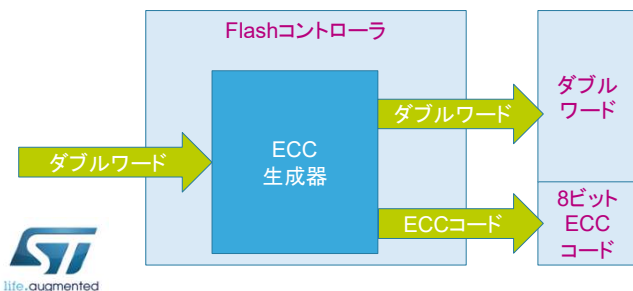 Flashコントローラ
ダブルワード
ECC
生成器
ダブルワード
ECCコード
ダブル
ワード
8ビット
ECC
コード
ST
life.augmented